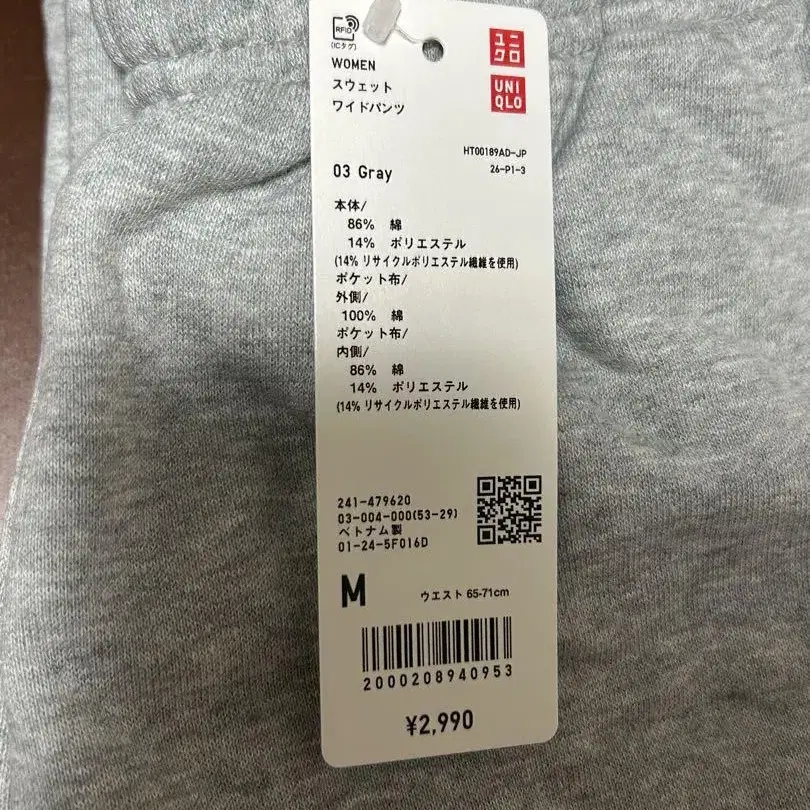 RFID
(ICタグ)
WOMEN
スウェット
ワイドパンツ
ユニ
クロ
UNI
QLO
HT00189AD-JP
26-P1-3
03 Gray
本体/
86% 綿
14% ポリエステル
(14% リサイクルポリエステル繊維を使用)
ポケット布/
外側/
100% 綿
ポケット布/
内側/
86% 綿
14% ポリエステル
(14% リサイクルポリエステル繊維を使用)
241-479620
03-004-000(53-29)
ベトナム製
01-24-5F016D
M ウエスト 65-71cm
2000208940953
¥2,990